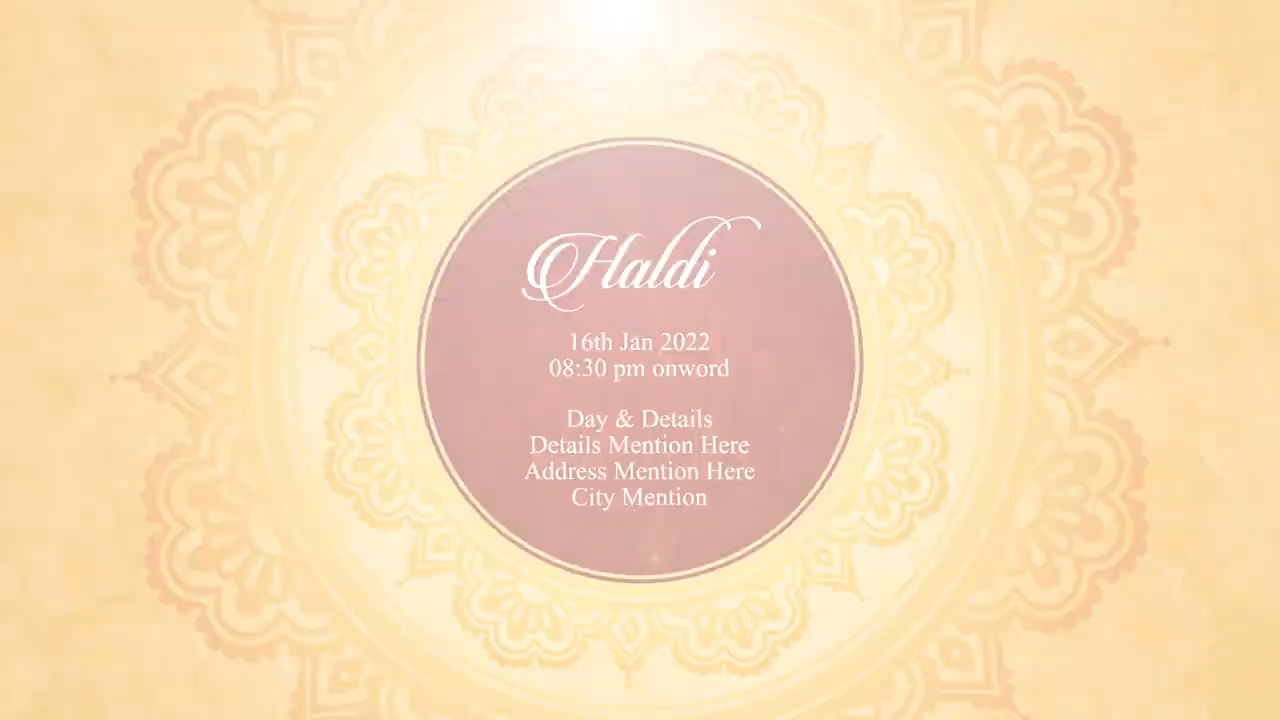 Haldi
16th Jan 2022
08:30 pm onword
Day & Details
Details Mention Here
Address Mention Here
City Mention